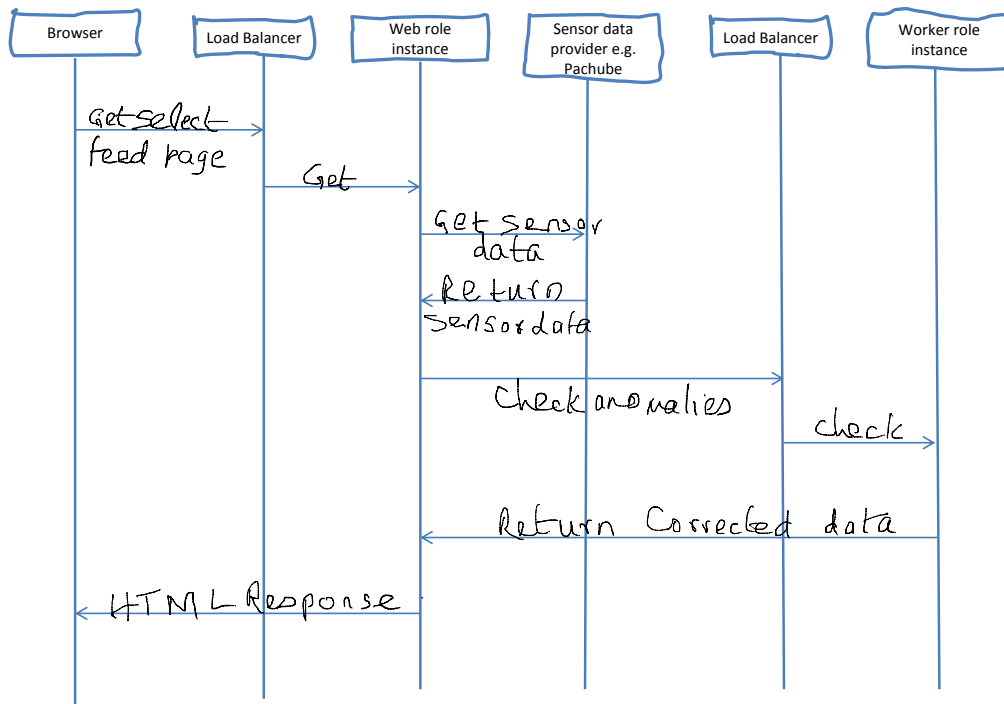 Browser
Load Balancer
Web role
instance
Sensor data
provider e.g.
Pachube
Load Balancer
Worker role
instance
Get select
feed page
Get
Get sensor
data
Return
sensor data
Check anomalies
check
Return Corrected data
HTML Response